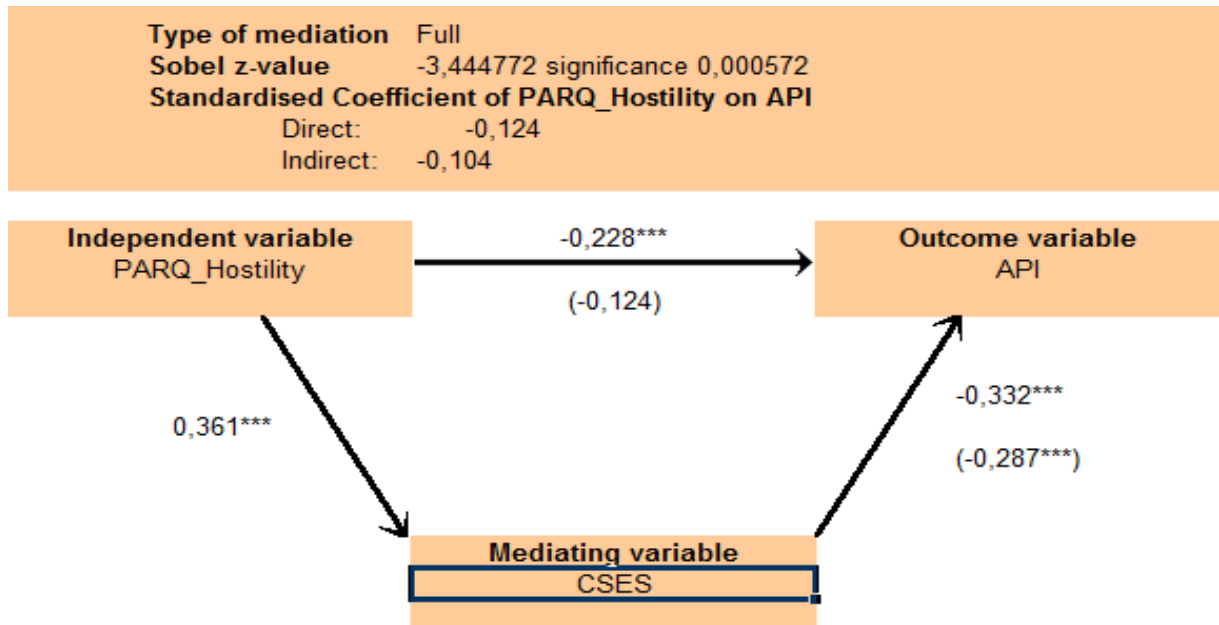 Type of mediation Full
Sobel z-value -3,444772 significance 0,000572
Standardised Coefficient of PARQ_Hostility on API
Direct: -0,124
Indirect: -0,104
Independent variable
PARQ_Hostility
-0,228***
(-0,124)
Outcome variable
API
0,361***
-0,332***
(-0,287***)
Mediating variable
CSES